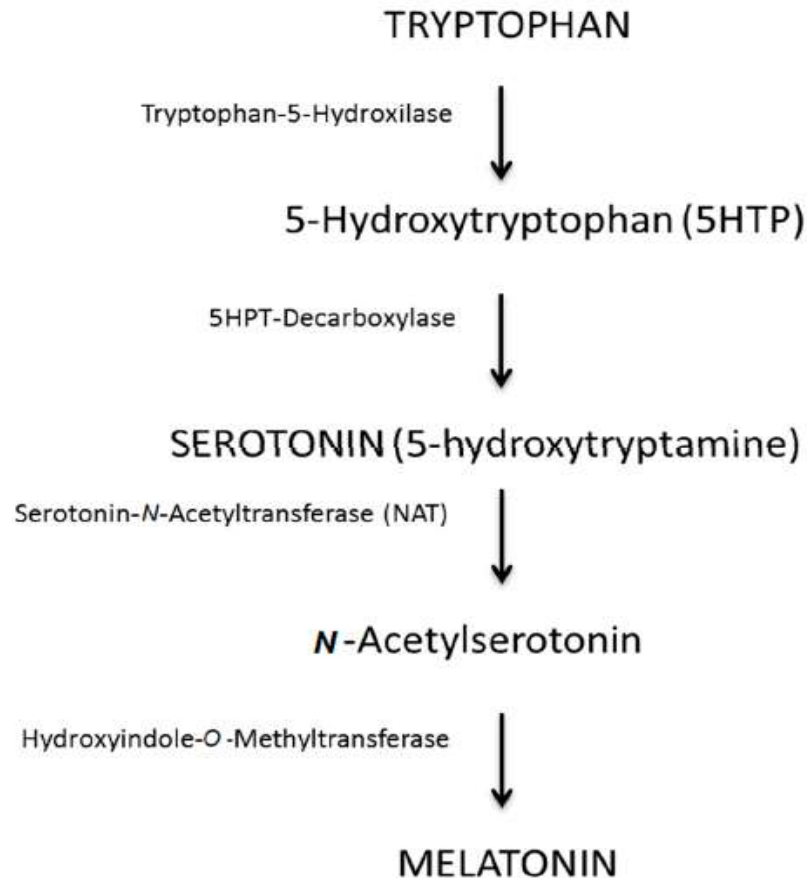 TRYPTOPHAN
Tryptophan-5-Hydroxilase
5-Hydroxytryptophan (5HTP)
5HPT-Decarboxylase
SEROTONIN (5-hydroxytryptamine)
Serotonin-N-Acetyltransferase (NAT)
N-Acetylserotonin
Hydroxyindole-O-Methyltransferase
MELATONIN